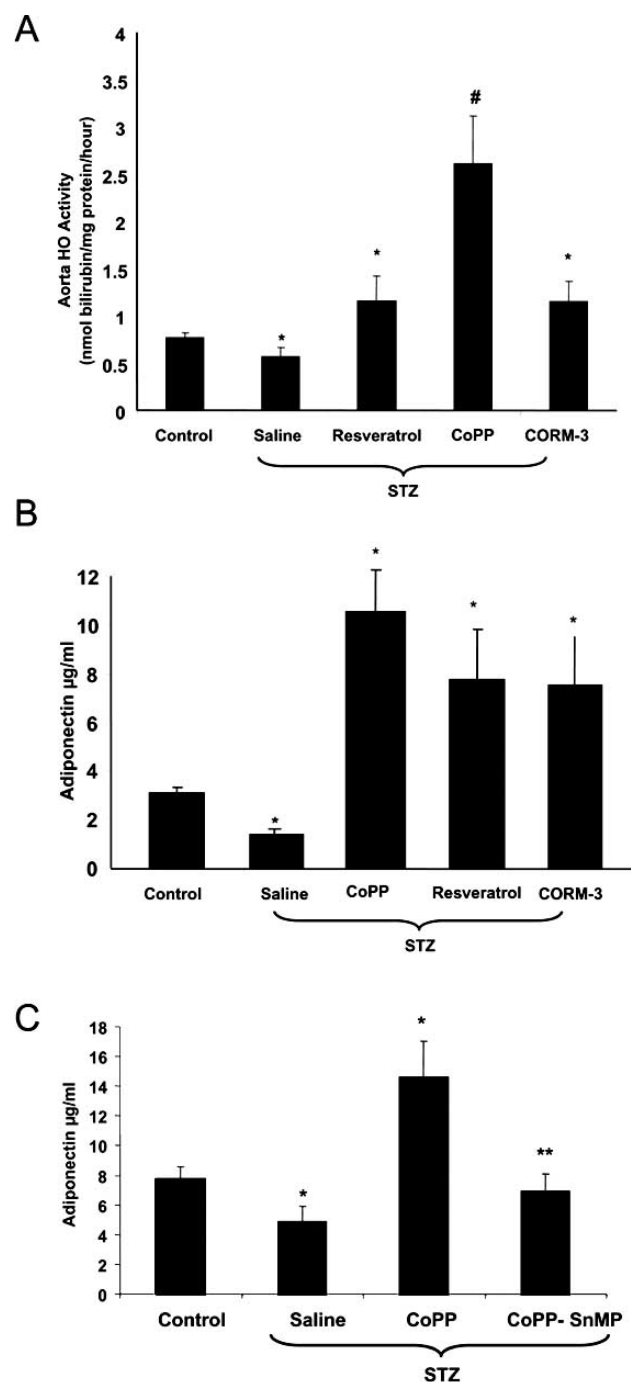 A
Aorta HO Activity
(nmol bilirubin/mg protein/hour)
4
3.5
3
2.5
2
1.5
1
0.5
0
*
*
#
*
Control Saline Resveratrol CoPP CORM-3
STZ
B
Adiponectin µg/ml
12
10
8
6
4
2
0
*
*
*
*
Control Saline CoPP Resveratrol CORM-3
STZ
C
Adiponectin µg/ml
18
16
14
12
10
8
6
4
2
0
*
*
**
Control Saline CoPP CoPP- SnMP
STZ